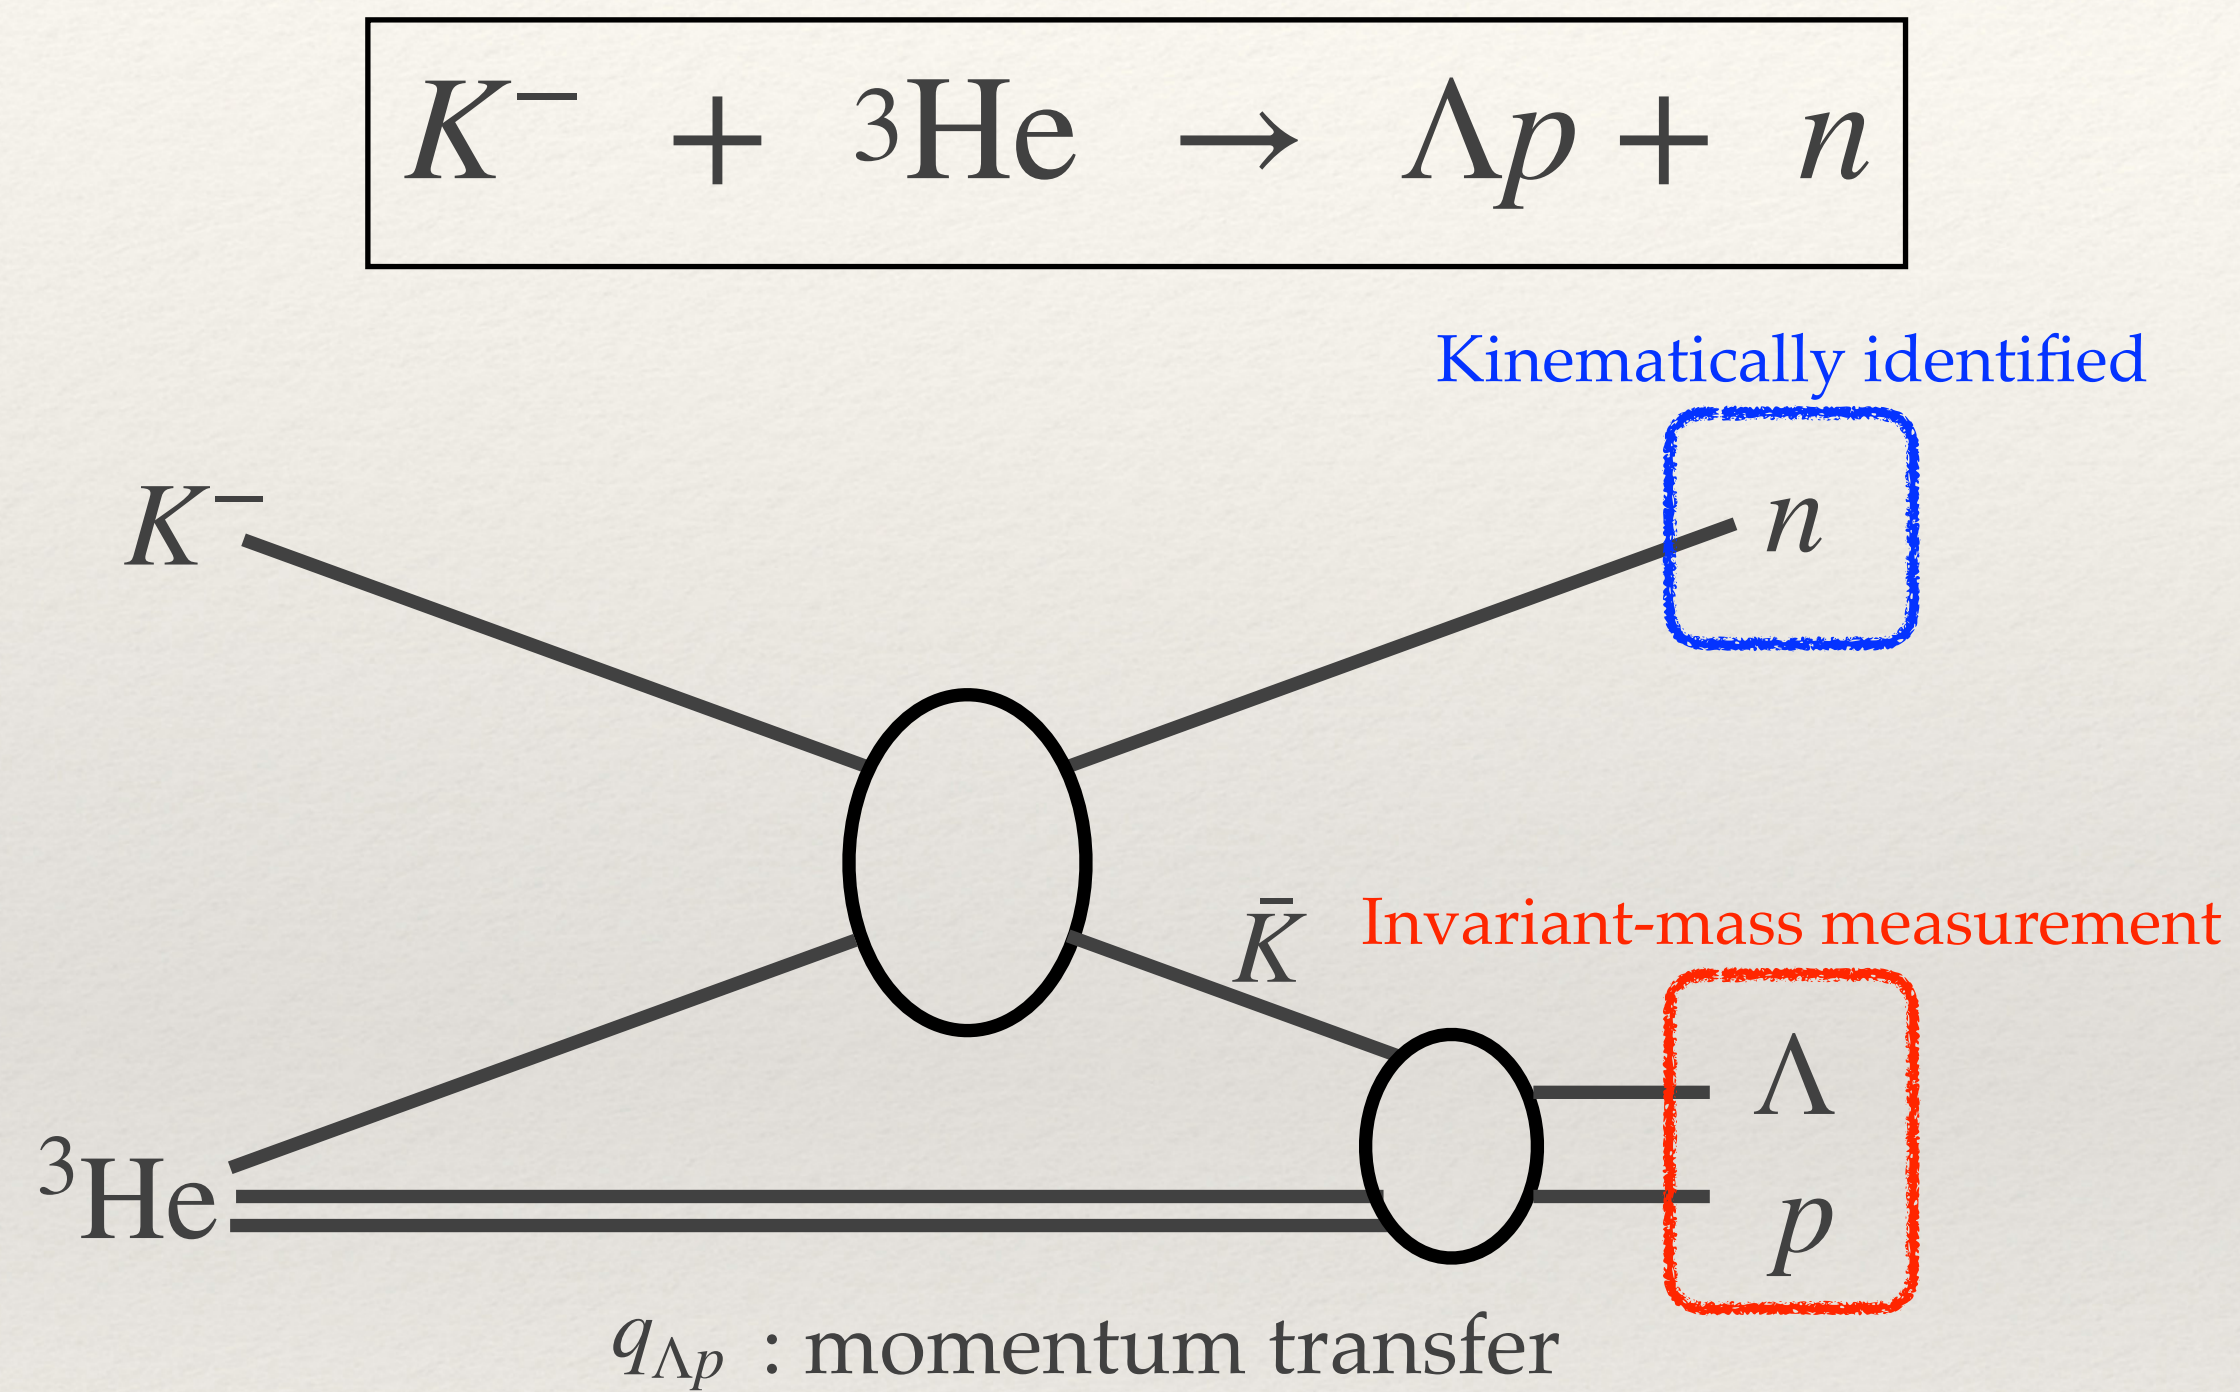 K⁻ + ³He → Λp + n
Kinematically identified
n
K⁻
K̄
Invariant-mass measurement
Λ
³He
p
q_Λp : momentum transfer